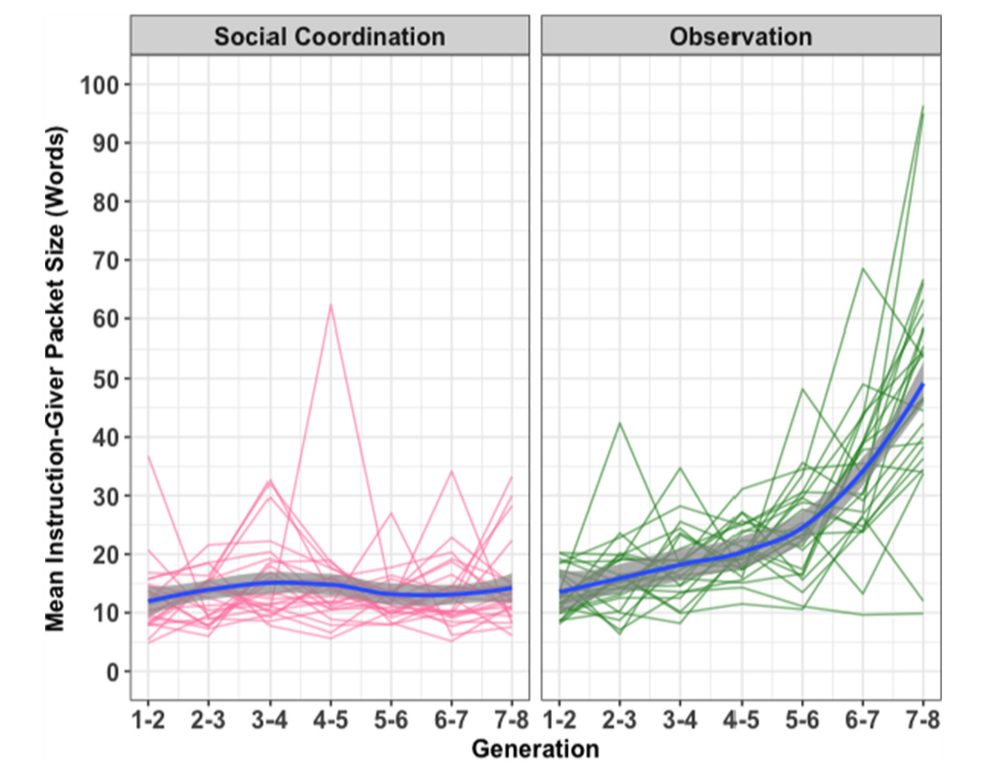 Social Coordination
Observation
Mean Instruction-Giver Packet Size (Words)
100
90
80
70
60
50
40
30
20
10
0
1-2 2-3 3-4 4-5 5-6 6-7 7-8
1-2 2-3 3-4 4-5 5-6 6-7 7-8
Generation